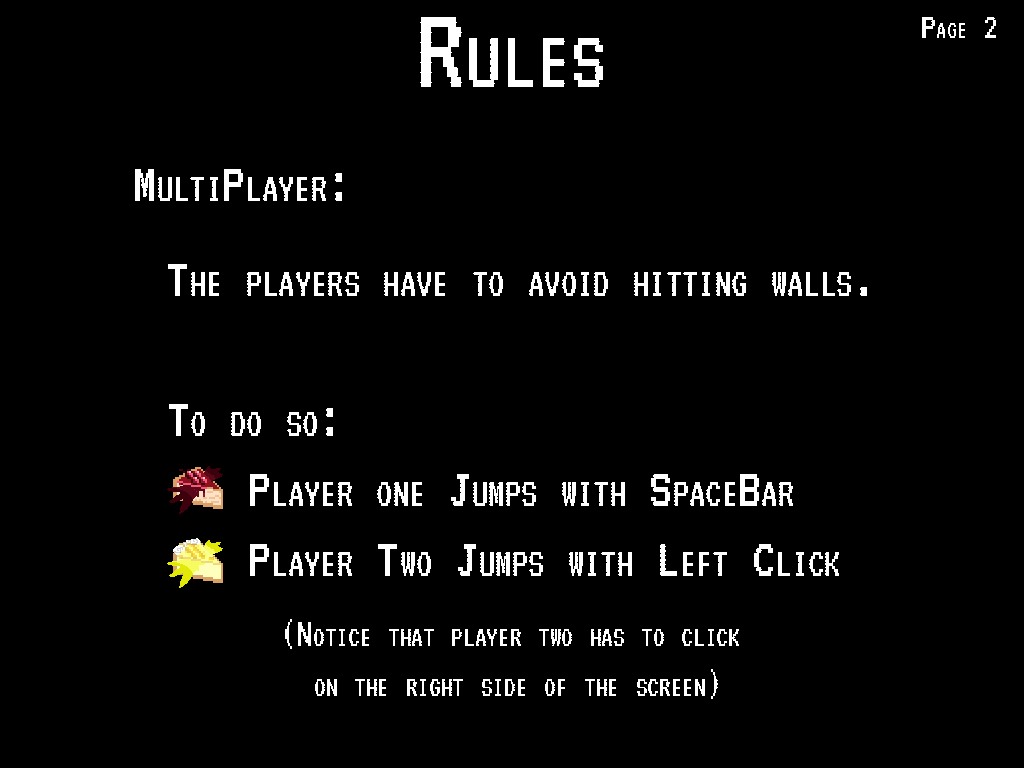 Rules
Page 2
MultiPlayer:
The players have to avoid hitting walls.
To do so:
Player one Jumps with SpaceBar
Player Two Jumps with Left Click
(Notice that player two has to click
on the right side of the screen)